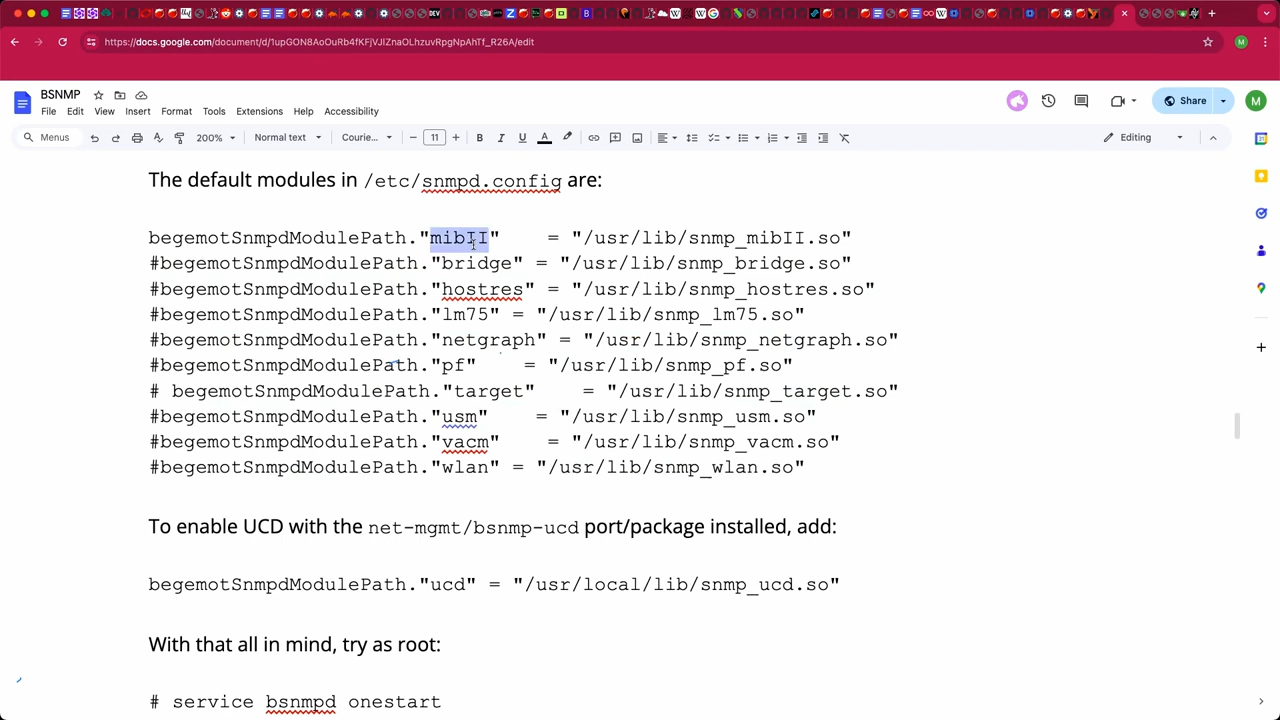 https://docs.google.com/document/d/1upGON8AoOuRb4fKFjVJIZnaOLhzuvRpgNpAhTf_R26A/edit
M
BSNMP
File Edit View Insert Format Tools Extensions Help Accessibility
Share
M
Menus 200% Normal text Courie... 11 B I U A Editing
The default modules in /etc/snmpd.config are:
begemotSnmpdModulePath."mibII" = "/usr/lib/snmp_mibII.so"
#begemotSnmpdModulePath."bridge" = "/usr/lib/snmp_bridge.so"
#begemotSnmpdModulePath."hostres" = "/usr/lib/snmp_hostres.so"
#begemotSnmpdModulePath."lm75" = "/usr/lib/snmp_lm75.so"
#begemotSnmpdModulePath."netgraph" = "/usr/lib/snmp_netgraph.so"
#begemotSnmpdModulePath."pf" = "/usr/lib/snmp_pf.so"
# begemotSnmpdModulePath."target" = "/usr/lib/snmp_target.so"
#begemotSnmpdModulePath."usm" = "/usr/lib/snmp_usm.so"
#begemotSnmpdModulePath."vacm" = "/usr/lib/snmp_vacm.so"
#begemotSnmpdModulePath."wlan" = "/usr/lib/snmp_wlan.so"
To enable UCD with the net-mgmt/bsnmp-ucd port/package installed, add:
begemotSnmpdModulePath."ucd" = "/usr/local/lib/snmp_ucd.so"
With that all in mind, try as root:
# service bsnmpd onestart